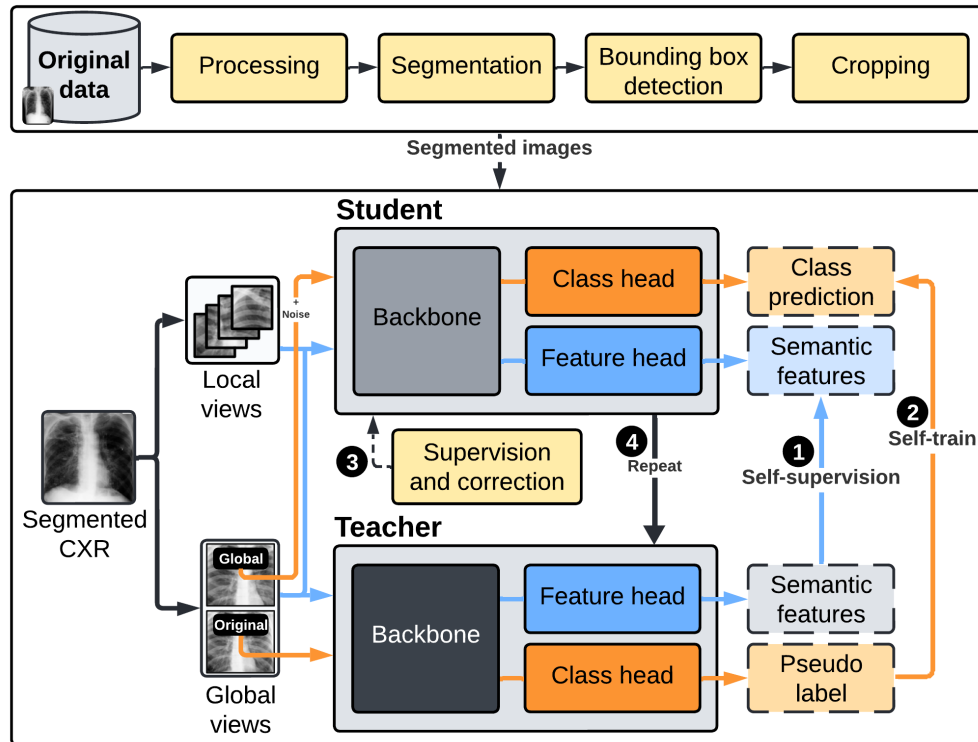 Original
data
Processing
Segmentation
Bounding box
detection
Cropping
Segmented images
Student
Backbone
Class head
Feature head
Class
prediction
Semantic
features
+
Noise
Local
views
Segmented
CXR
3
Supervision
and correction
4
Repeat
1
Self-supervision
2
Self-train
Teacher
Global
Original
Global
views
Backbone
Feature head
Class head
Semantic
features
Pseudo
label